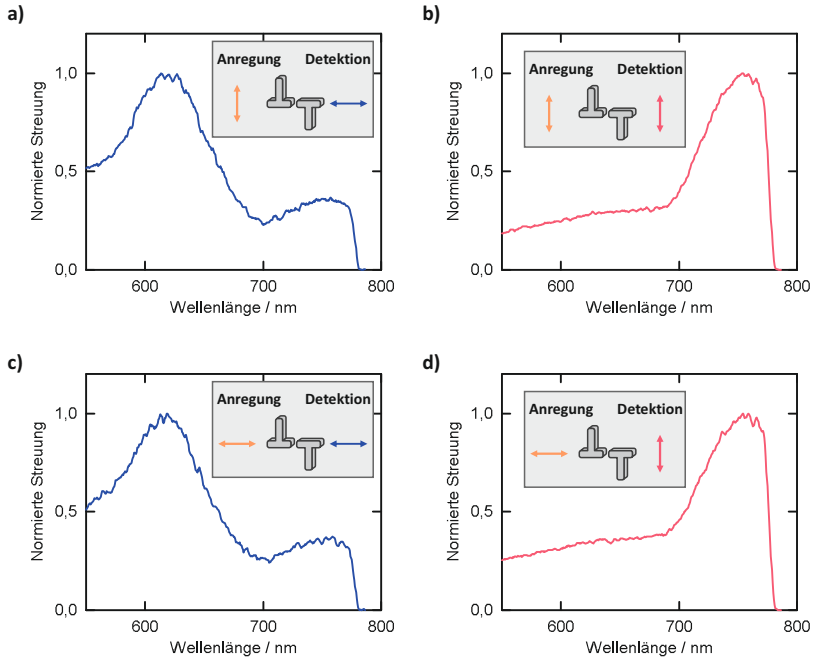 a)
Anregung Detektion
1,0
0,5
0,0
Normierte Streuung
600 700 800
Wellenlänge / nm
b)
Anregung Detektion
1,0
0,5
0,0
Normierte Streuung
600 700 800
Wellenlänge / nm
c)
Anregung Detektion
1,0
0,5
0,0
Normierte Streuung
600 700 800
Wellenlänge / nm
d)
Anregung Detektion
1,0
0,5
0,0
Normierte Streuung
600 700 800
Wellenlänge / nm